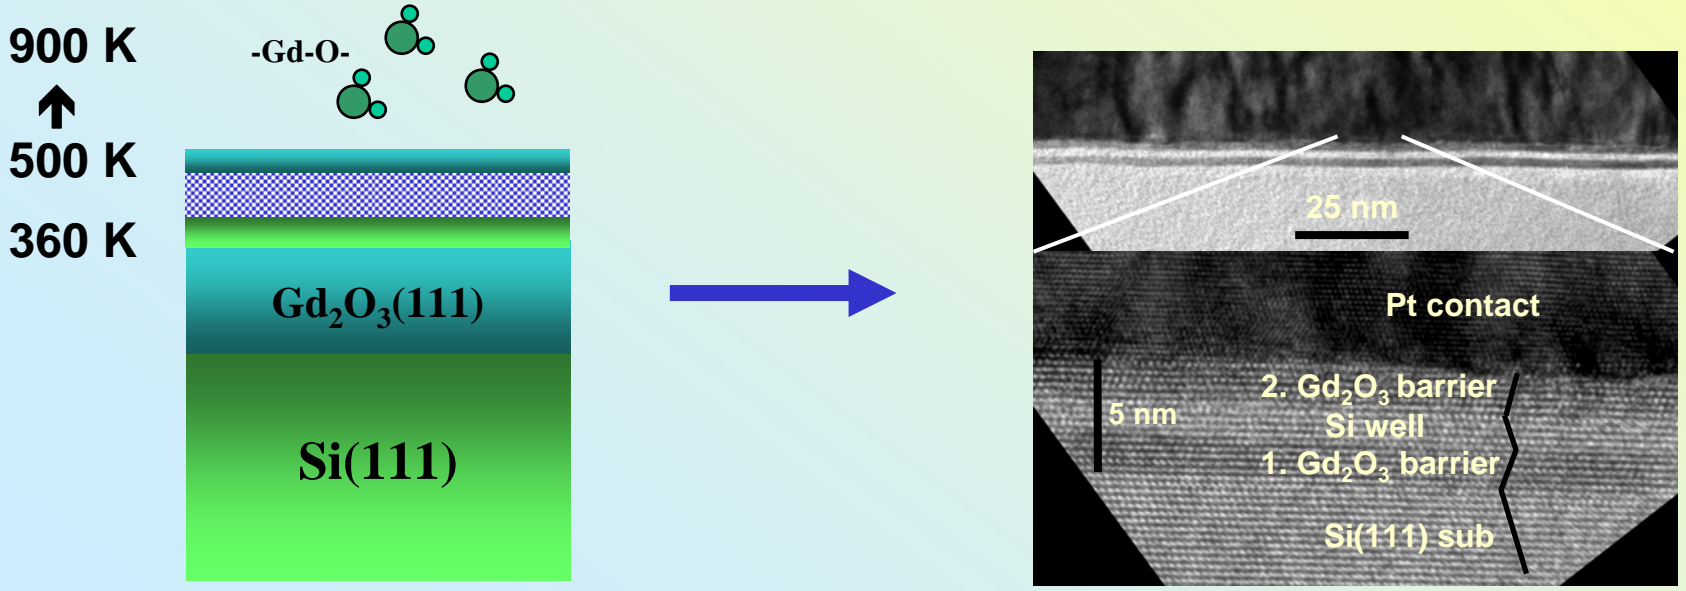 900 K
500 K
360 K
-Gd-O-
Gd₂O₃(111)
Si(111)
25 nm
Pt contact
5 nm
2. Gd₂O₃ barrier
Si well
1. Gd₂O₃ barrier
Si(111) sub